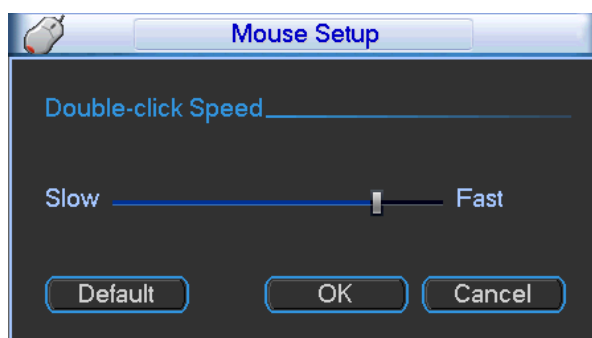 Mouse Setup
Double-click Speed
Slow Fast
Default OK Cancel